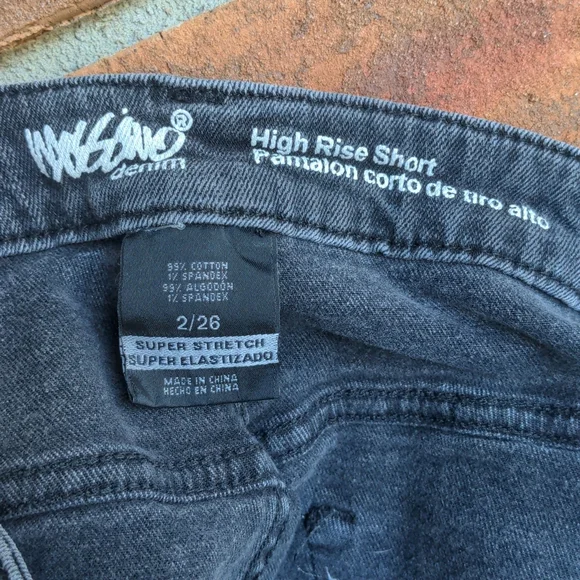 mossimo®
denim
High Rise Short
Pantalon corto de tiro alto
99% COTTON
1% SPANDEX
99% ALGODÓN
1% SPANDEX
2/26
SUPER STRETCH
SUPER ELASTIZADO
MADE IN CHINA
HECHO EN CHINA